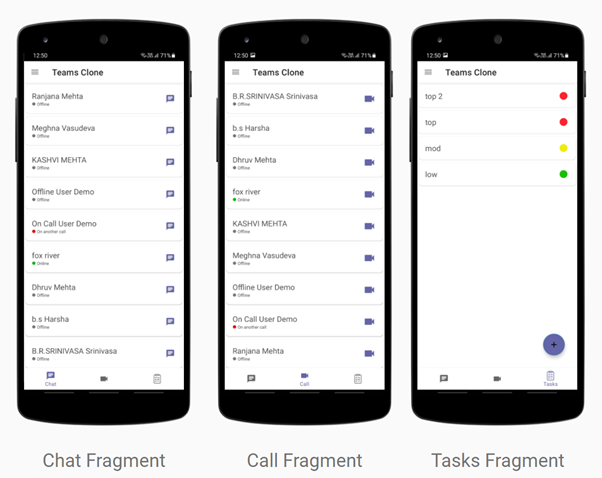 12:50
71%
Teams Clone
Ranjana Mehta
Offline
Meghna Vasudeva
Offline
KASHVI MEHTA
Offline
Offline User Demo
Offline
On Call User Demo
On another call
fox river
Online
Dhruv Mehta
Offline
b.s Harsha
Offline
B.R.SRINIVASA Srinivasa
Offline
Chat
Chat Fragment
12:50
71%
Teams Clone
B.R.SRINIVASA Srinivasa
Offline
b.s Harsha
Offline
Dhruv Mehta
Offline
fox river
Online
KASHVI MEHTA
Offline
Meghna Vasudeva
Offline
Offline User Demo
Offline
On Call User Demo
On another call
Ranjana Mehta
Offline
Call
Call Fragment
12:50
71%
Teams Clone
top 2
top
mod
low
+
Tasks
Tasks Fragment